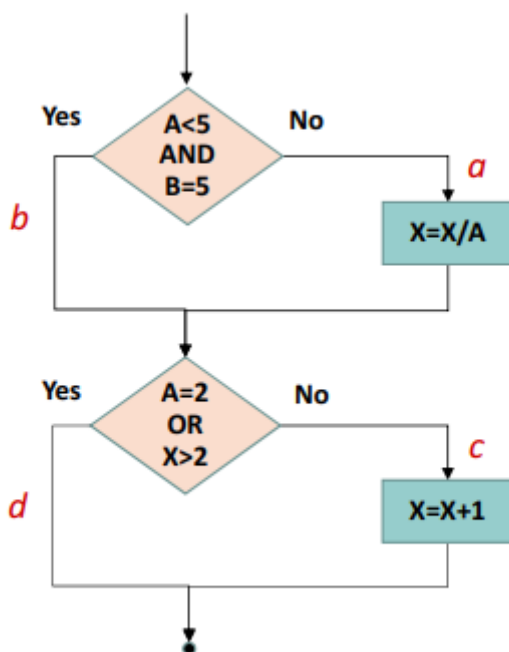 Yes
A<5
AND
B=5
No
a
b
X=X/A
Yes
A=2
OR
X>2
No
c
d
X=X+1